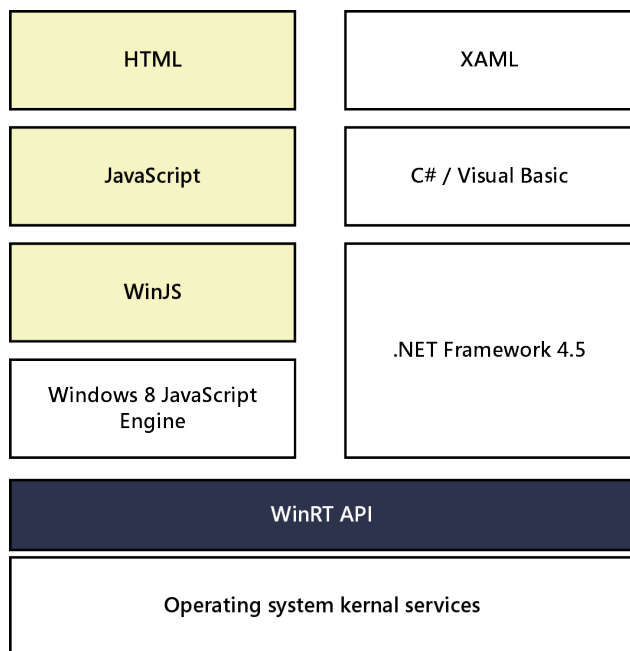 HTML
XAML
JavaScript
C# / Visual Basic
WinJS
.NET Framework 4.5
Windows 8 JavaScript
Engine
WinRT API
Operating system kernal services